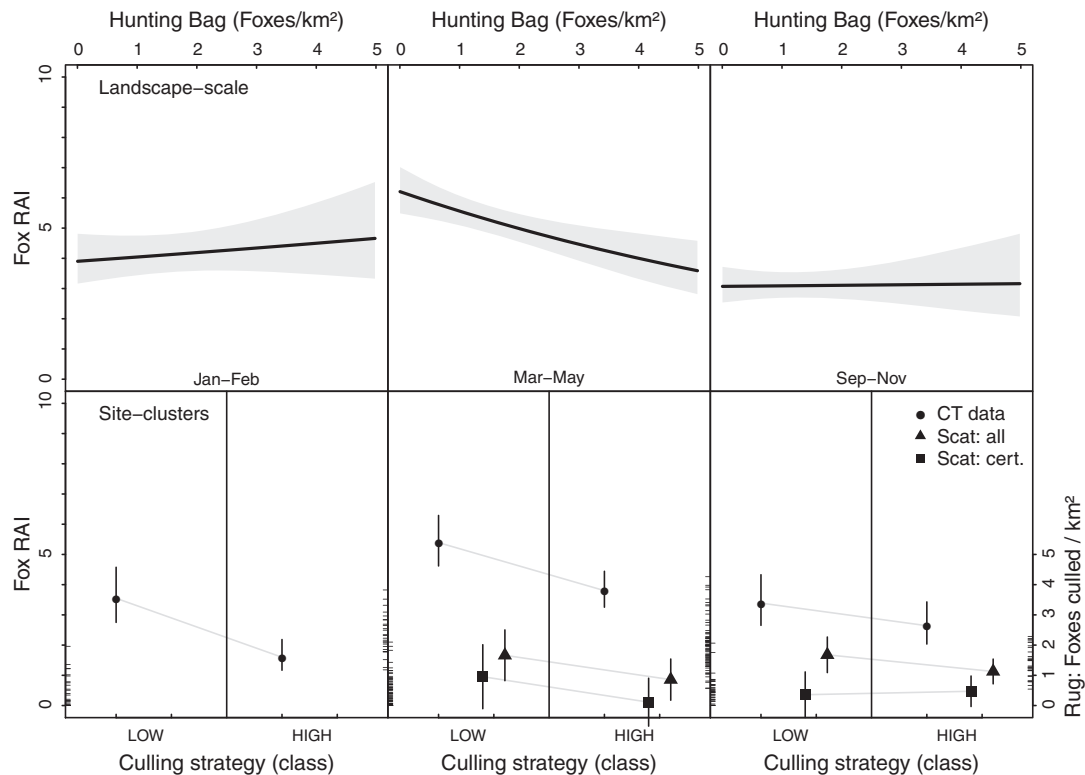 Hunting Bag (Foxes/km²) Hunting Bag (Foxes/km²) Hunting Bag (Foxes/km²)
0 1 2 3 4 5 0 1 2 3 4 5 0 1 2 3 4 5
10
Landscape−scale
Fox RAI
5
0
Jan−Feb Mar−May Sep−Nov
10
Site−clusters
CT data
Scat: all
Scat: cert.
Fox RAI
5
0
5
4
3
2
1
0
Rug: Foxes culled / km²
LOW HIGH LOW HIGH LOW HIGH
Culling strategy (class) Culling strategy (class) Culling strategy (class)